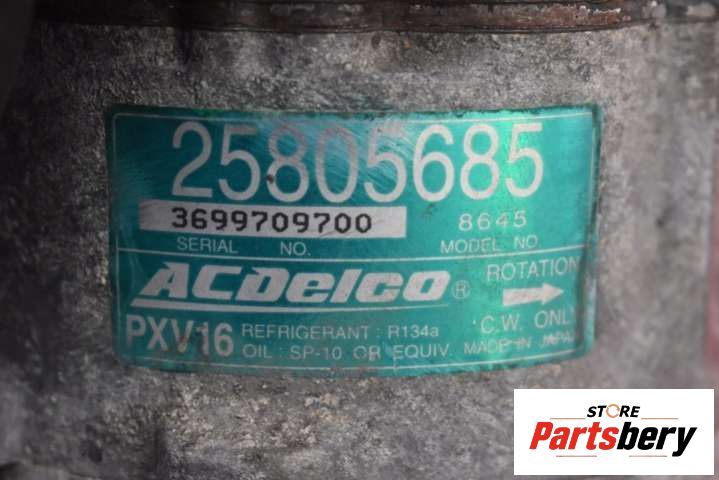 25805685
3699709700 8645
SERIAL NO. MODEL NO
ACDelco® ROTATION
PXV16 REFRIGERANT : R134a C.W. ONLY
OIL : SP-10 OR EQUIV. MADE IN JAPAN
STORE
Partsbery